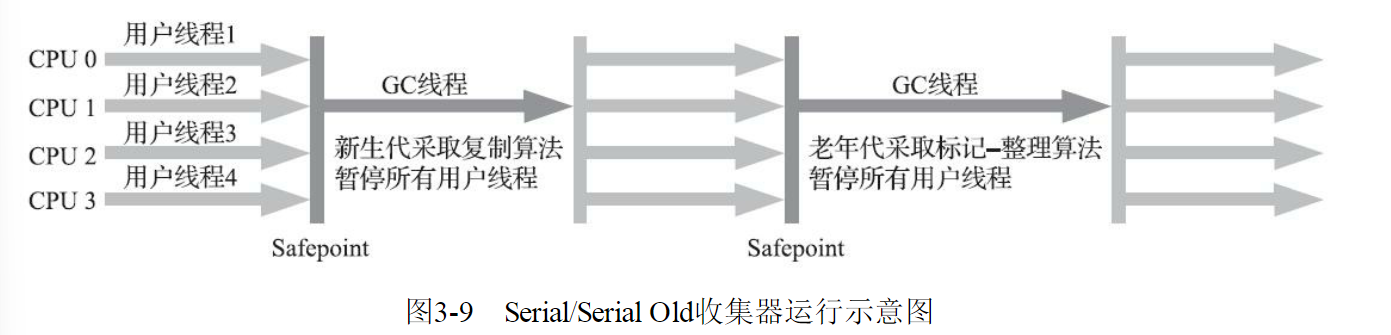 用户线程1
CPU 0
用户线程2
GC线程
GC线程
CPU 1
用户线程3
新生代采取复制算法
老年代采取标记–整理算法
CPU 2
用户线程4
暂停所有用户线程
暂停所有用户线程
CPU 3
Safepoint
Safepoint
图3-9 Serial/Serial Old收集器运行示意图